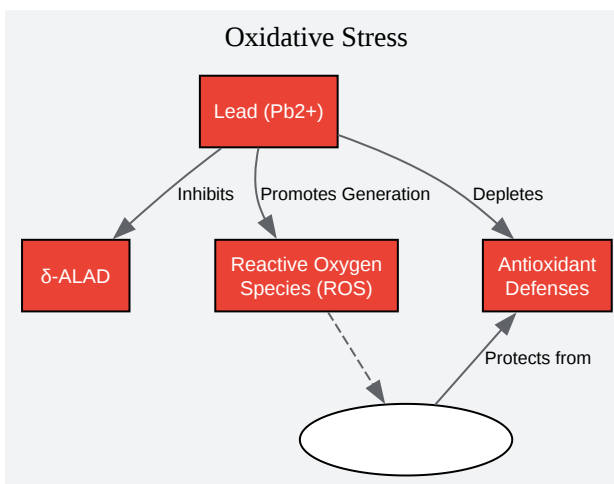 Oxidative Stress
Lead (Pb2+)
Inhibits
Promotes Generation
Depletes
δ-ALAD
Reactive Oxygen
Species (ROS)
Antioxidant
Defenses
Protects from